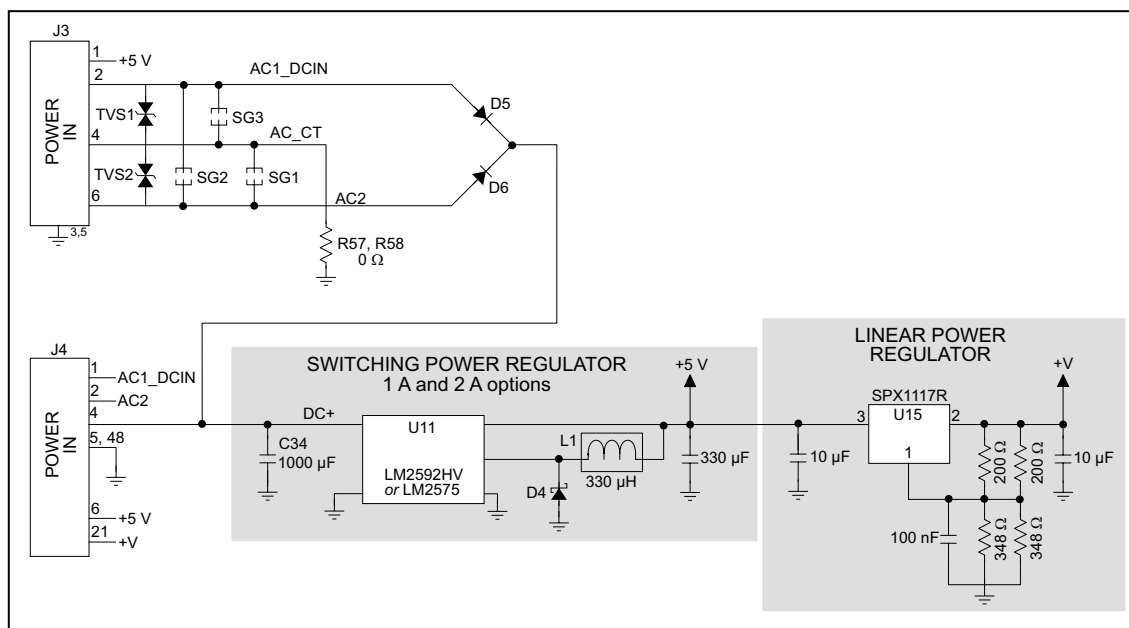 J3
POWER IN
1
+5 V
2
AC1_DCIN
TVS1
SG3
D5
4
AC_CT
TVS2
SG2
SG1
D6
6
AC2
3,5
R57, R58
0 Ω
J4
POWER IN
1
AC1_DCIN
2
AC2
4
5, 48
6
+5 V
21
+V
SWITCHING POWER REGULATOR
1 A and 2 A options
+5 V
DC+
U11
LM2592HV
or LM2575
C34
1000 µF
L1
330 µH
D4
330 µF
LINEAR POWER
REGULATOR
+V
SPX1117R
3
U15
2
1
10 µF
200 Ω
200 Ω
10 µF
100 nF
348 Ω
348 Ω